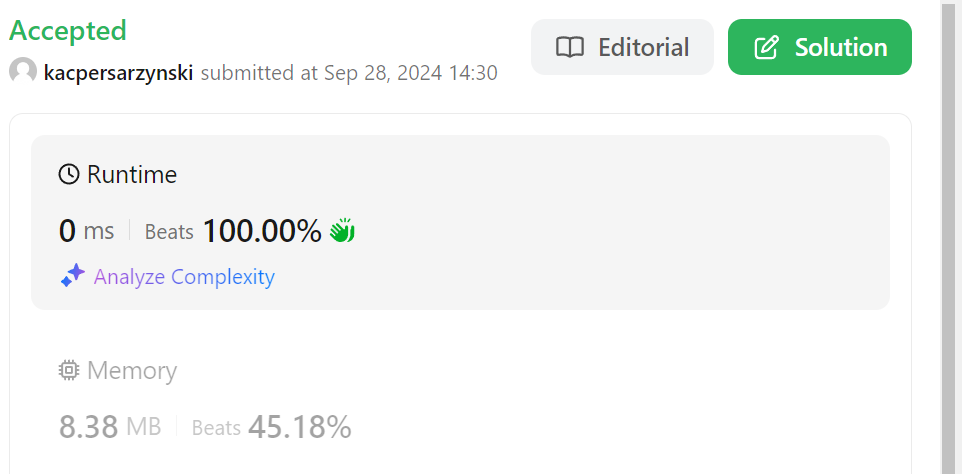 Accepted
Editorial
Solution
kacpersarzynski submitted at Sep 28, 2024 14:30
Runtime
0 ms Beats 100.00%
Analyze Complexity
Memory
8.38 MB Beats 45.18%